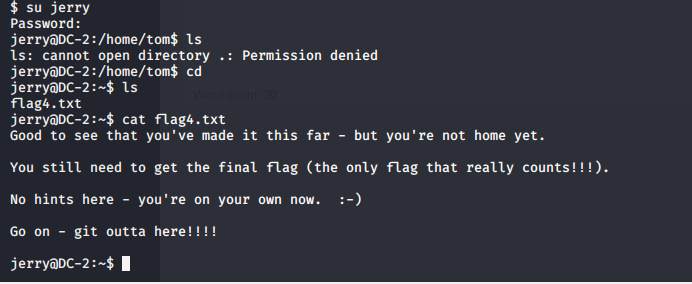 $ su jerry
Password:
jerry@DC-2:/home/tom$ ls
ls: cannot open directory .: Permission denied
jerry@DC-2:/home/tom$ cd
jerry@DC-2:~$ ls
flag4.txt
jerry@DC-2:~$ cat flag4.txt
Good to see that you've made it this far - but you're not home yet.
You still need to get the final flag (the only flag that really counts!!!).
No hints here - you're on your own now.  :-)
Go on - git outta here!!!!
jerry@DC-2:~$